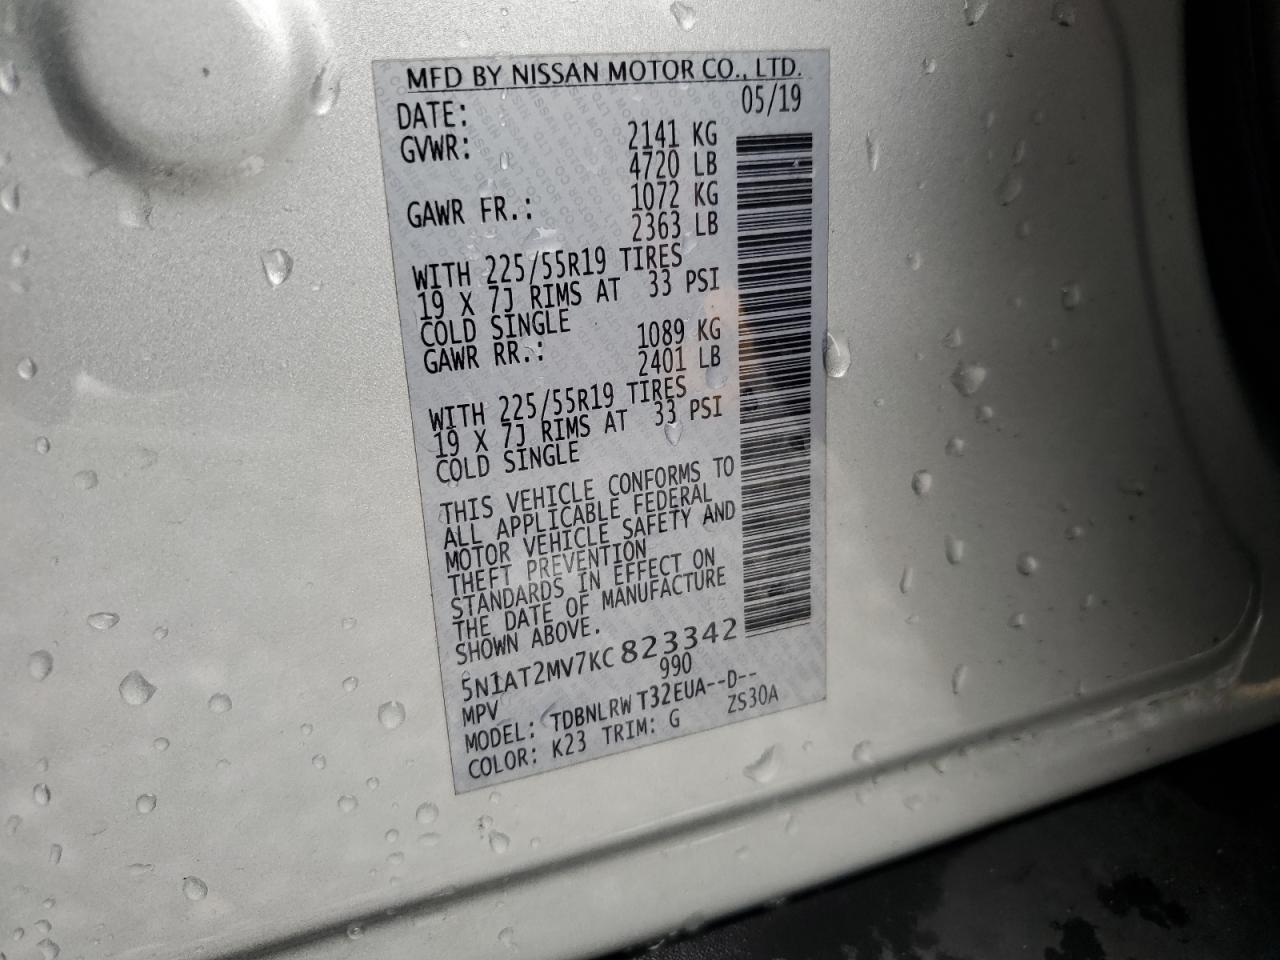 MFD BY NISSAN MOTOR CO., LTD.
DATE: 05/19
GVWR: 2141 KG
4720 LB
GAWR FR.: 1072 KG
2363 LB
WITH 225/55R19 TIRES
19 X 7J RIMS AT 33 PSI
COLD SINGLE
GAWR RR.: 1089 KG
2401 LB
WITH 225/55R19 TIRES
19 X 7J RIMS AT 33 PSI
COLD SINGLE
THIS VEHICLE CONFORMS TO
ALL APPLICABLE FEDERAL
MOTOR VEHICLE SAFETY AND
THEFT PREVENTION
STANDARDS IN EFFECT ON
THE DATE OF MANUFACTURE
SHOWN ABOVE.
5N1AT2MV7KC823342
MPV 990
MODEL: TDBNLRW T32EUA--D--
COLOR: K23 TRIM: G ZS30A